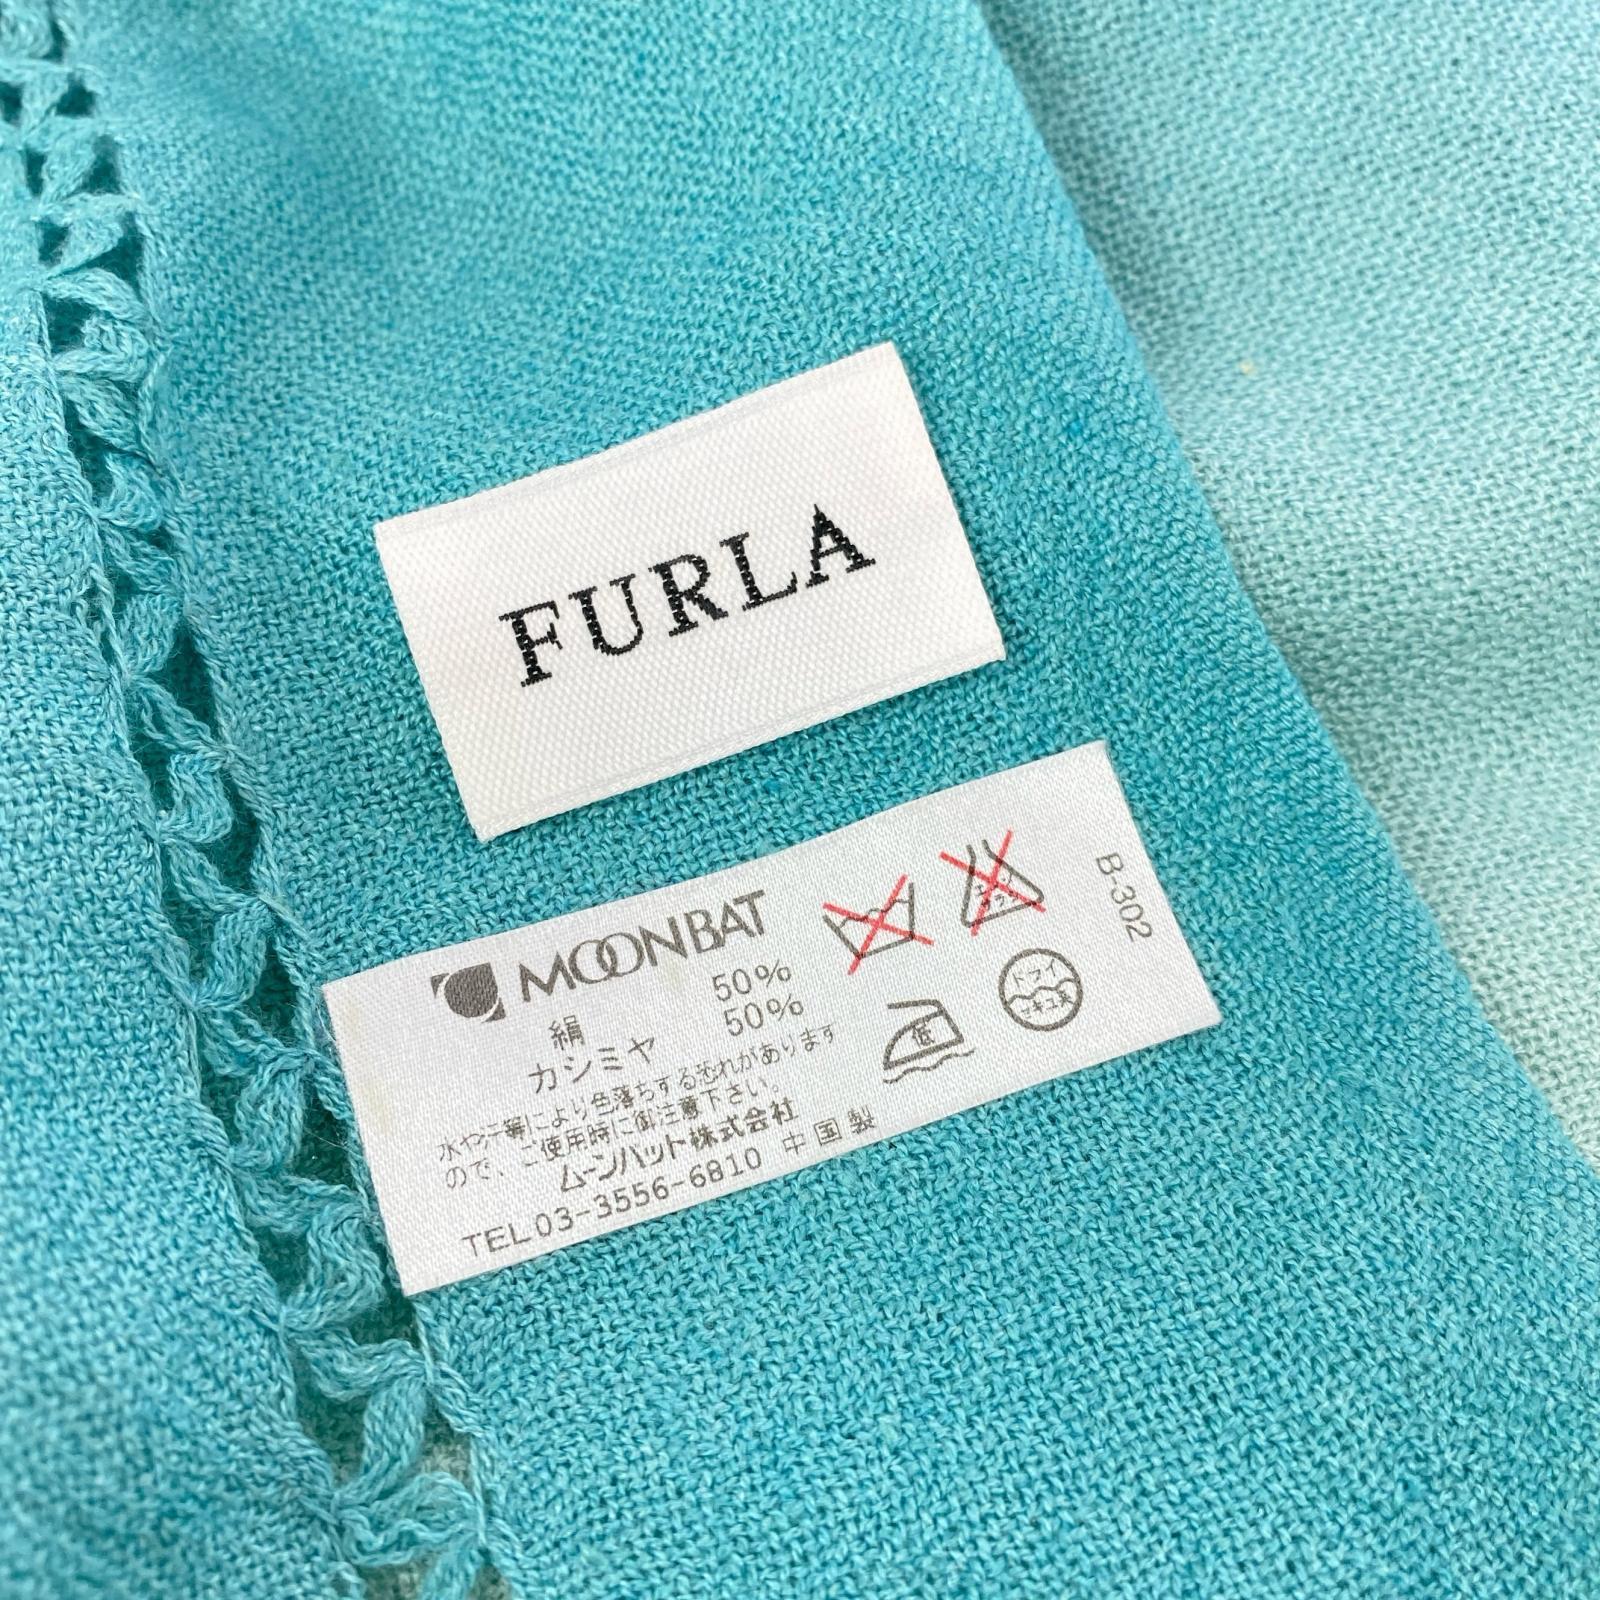 FURLA
MOONBAT
絹 50%
カシミヤ 50%
水や汗等により色落ちする恐れがあります
ので、ご使用時に御注意下さい。
ムーンバット株式会社
TEL 03-3556-6810 中国製
低
ドライ
B-302